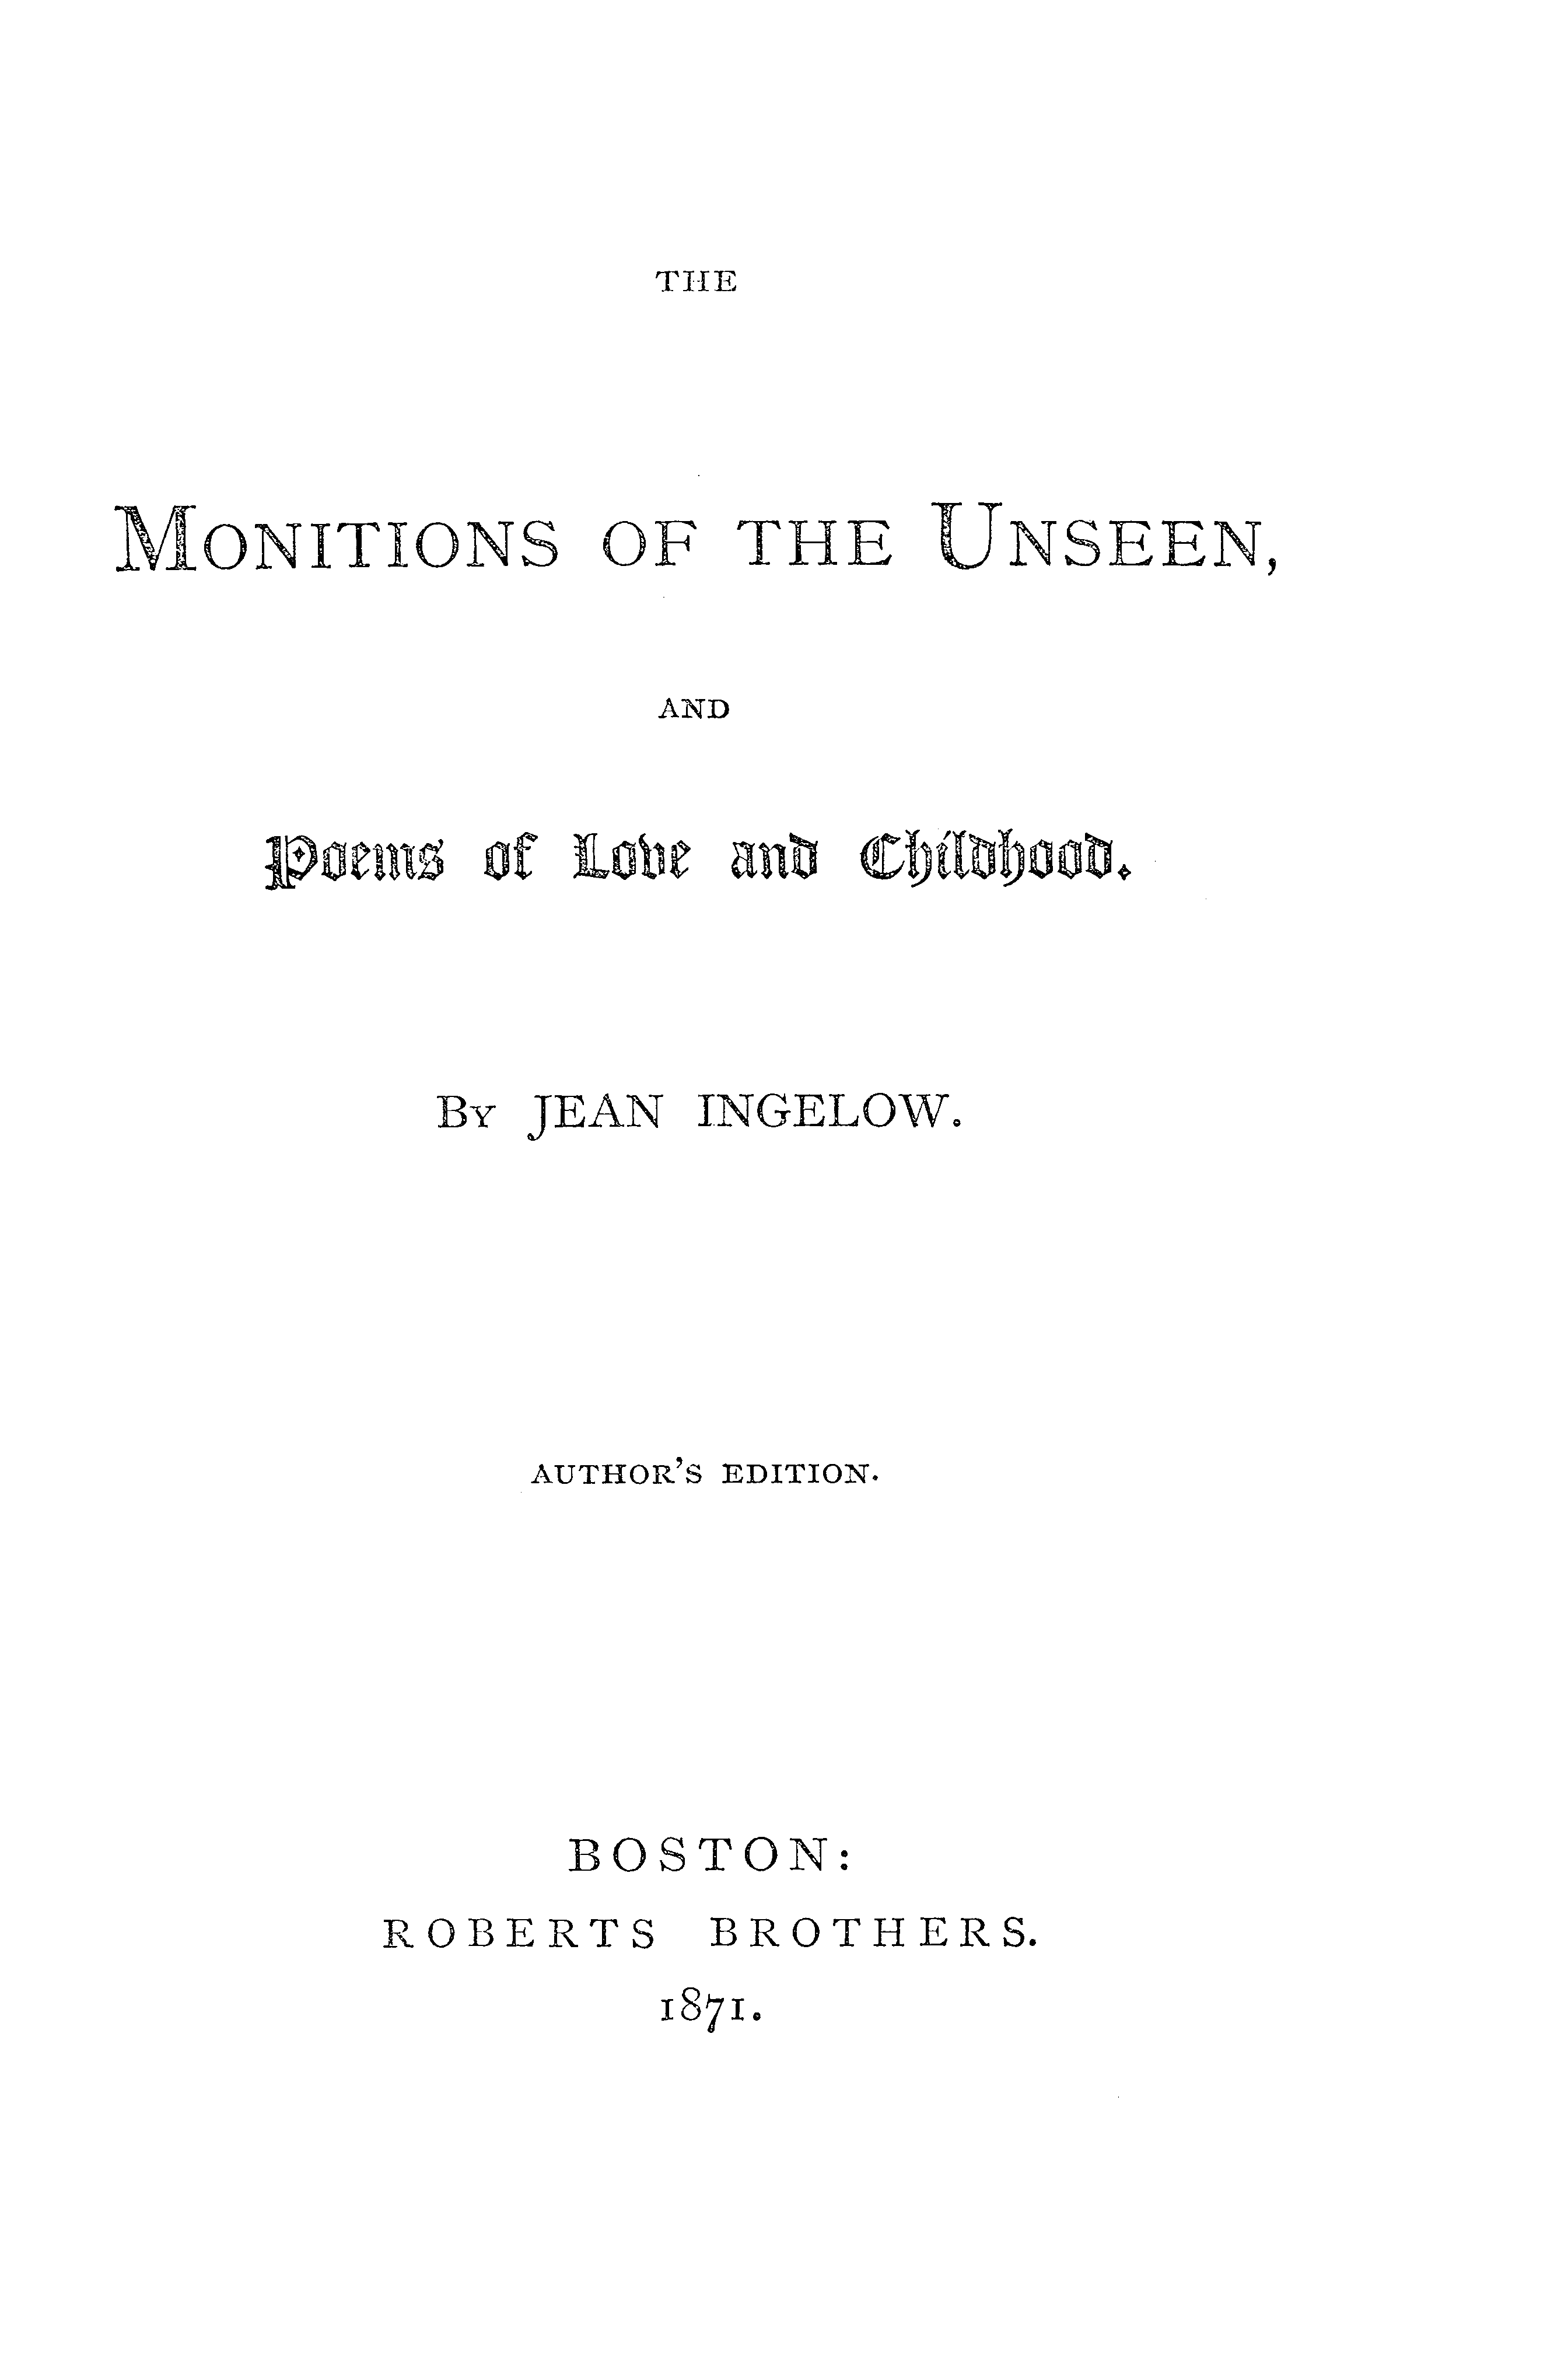 THE
MONITIONS OF THE UNSEEN,
AND
Poems of Love and Childhood.
By JEAN INGELOW.
AUTHOR'S EDITION.
BOSTON:
ROBERTS BROTHERS.
1871.